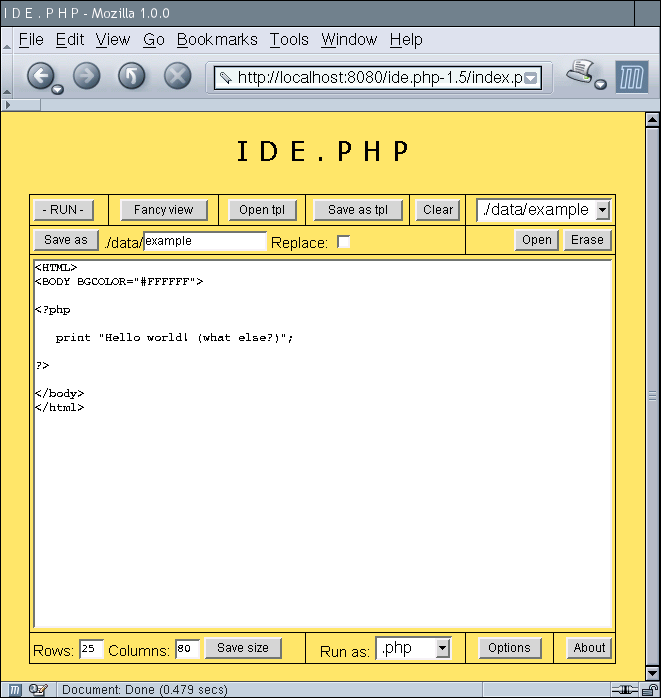 I D E . P H P - Mozilla 1.0.0
File Edit View Go Bookmarks Tools Window Help
http://localhost:8080/ide.php-1.5/index.p
I D E . P H P
- RUN - Fancy view Open tpl Save as tpl Clear ./data/example
Save as ./data/ example Replace: Open Erase
<HTML>
<BODY BGCOLOR="#FFFFFF">
<?php
print "Hello world! (what else?)";
?>
</body>
</html>
Rows: 25 Columns: 80 Save size Run as: .php Options About
Document: Done (0.479 secs)